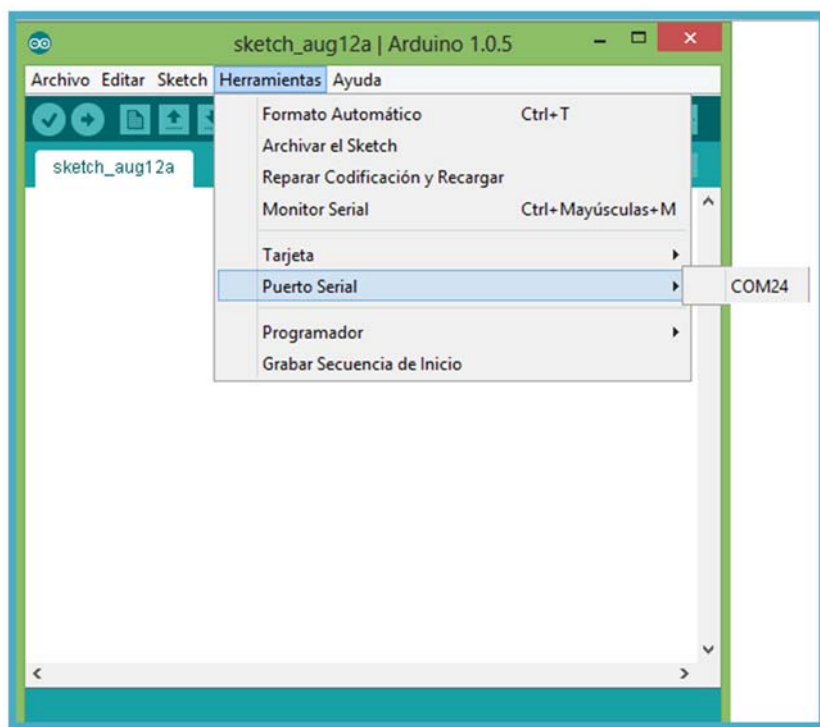 sketch_aug12a | Arduino 1.0.5
Archivo Editar Sketch Herramientas Ayuda
sketch_aug12a
Formato Automático Ctrl+T
Archivar el Sketch
Reparar Codificación y Recargar
Monitor Serial Ctrl+Mayúsculas+M
Tarjeta
Puerto Serial
COM24
Programador
Grabar Secuencia de Inicio